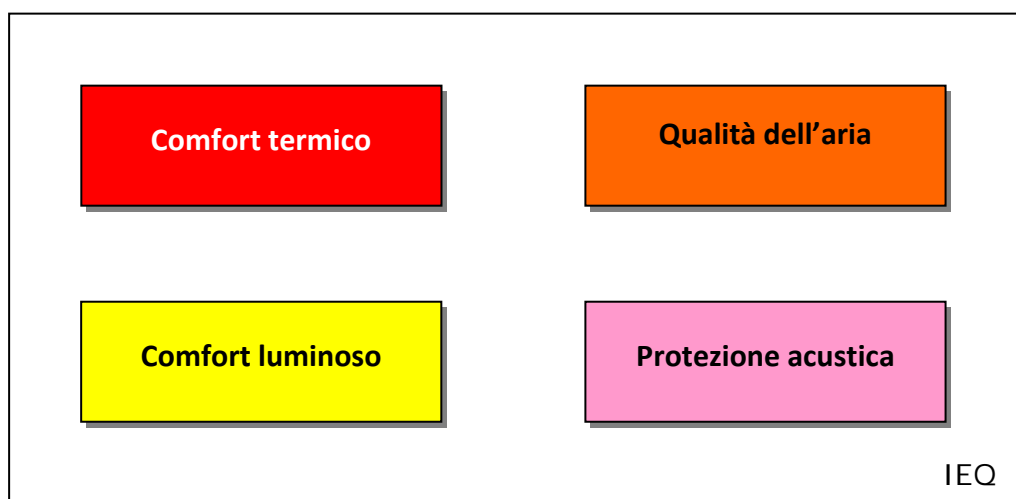 Comfort termico
Qualità dell’aria
Comfort luminoso
Protezione acustica
IEQ